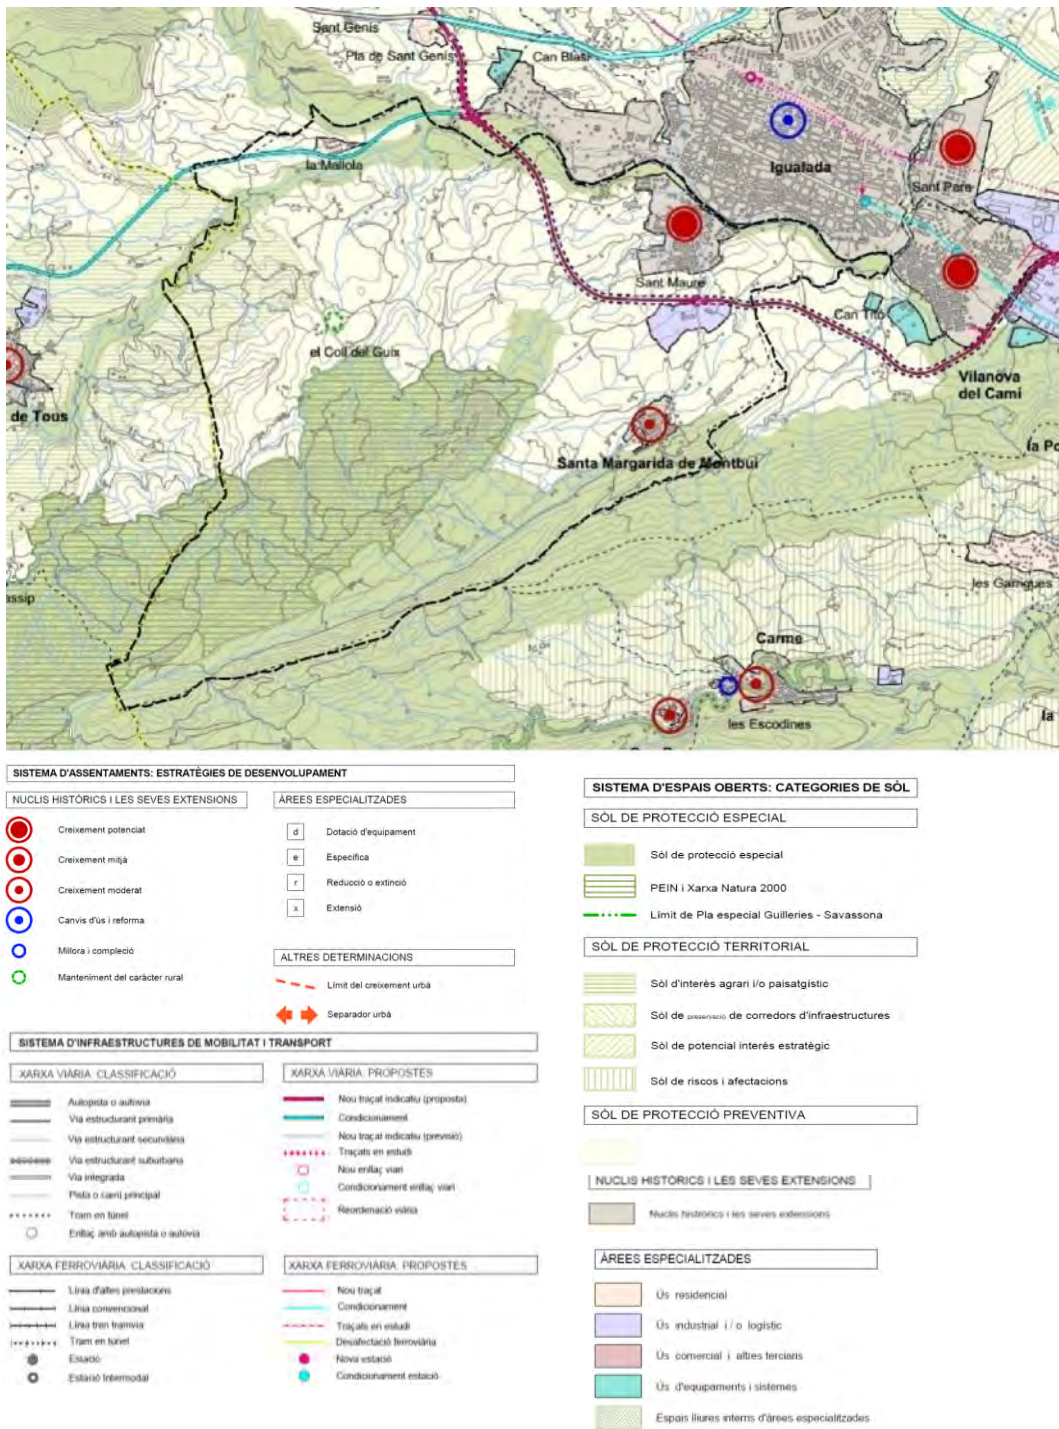 Sant Genís
Pla de Sant Genís
Can Blasi
Igualada
Sant Pere
la Mallola
Sant Maure
Can Titó
el Coll del Guix
de Tous
Vilanova
del Camí
Santa Margarida de Montbui
la Po
les Garrigues
assip
Carme
les Escodines
la
SISTEMA D'ASSENTAMENTS: ESTRATÈGIES DE DESENVOLUPAMENT
NUCLIS HISTÒRICS I LES SEVES EXTENSIONS
Creixement potenciat
Creixement mitjà
Creixement moderat
Canvis d'ús i reforma
Millora i compleció
Manteniment del caràcter rural
ÀREES ESPECIALITZADES
d Dotació d'equipament
e Específica
r Reducció o extinció
x Extensió
ALTRES DETERMINACIONS
Límit del creixement urbà
Separador urbà
SISTEMA D'INFRAESTRUCTURES DE MOBILITAT I TRANSPORT
XARXA VIÀRIA: CLASSIFICACIÓ
Autopista o autovia
Via estructurant primària
Via estructurant secundària
Via estructurant suburbana
Via integrada
Pista o camí principal
Tram en túnel
Enllaç amb autopista o autovia
XARXA VIÀRIA: PROPOSTES
Nou traçat indicatiu (proposta)
Condicionament
Nou traçat indicatiu (previsió)
Traçats en estudi
Nou enllaç viari
Condicionament enllaç viari
Reordenació viària
XARXA FERROVIÀRIA: CLASSIFICACIÓ
Línia d'altes prestacions
Línia convencional
Línia tren tramvia
Tram en túnel
Estació
Estació Intermodal
XARXA FERROVIÀRIA: PROPOSTES
Nou traçat
Condicionament
Traçats en estudi
Desafectació ferroviària
Nova estació
Condicionament estació
SISTEMA D'ESPAIS OBERTS: CATEGORIES DE SÒL
SÒL DE PROTECCIÓ ESPECIAL
Sòl de protecció especial
PEIN i Xarxa Natura 2000
Límit de Pla especial Guilleries - Savassona
SÒL DE PROTECCIÓ TERRITORIAL
Sòl d'interès agrari i/o paisatgístic
Sòl de preservació de corredors d'infraestructures
Sòl de potencial interès estratègic
Sòl de riscos i afectacions
SÒL DE PROTECCIÓ PREVENTIVA
NUCLIS HISTÒRICS I LES SEVES EXTENSIONS
Nuclis històrics i les seves extensions
ÀREES ESPECIALITZADES
Ús residencial
Ús industrial i / o logístic
Ús comercial i altres terciaris
Ús d'equipaments i sistemes
Espais lliures interns d'àrees especialitzades